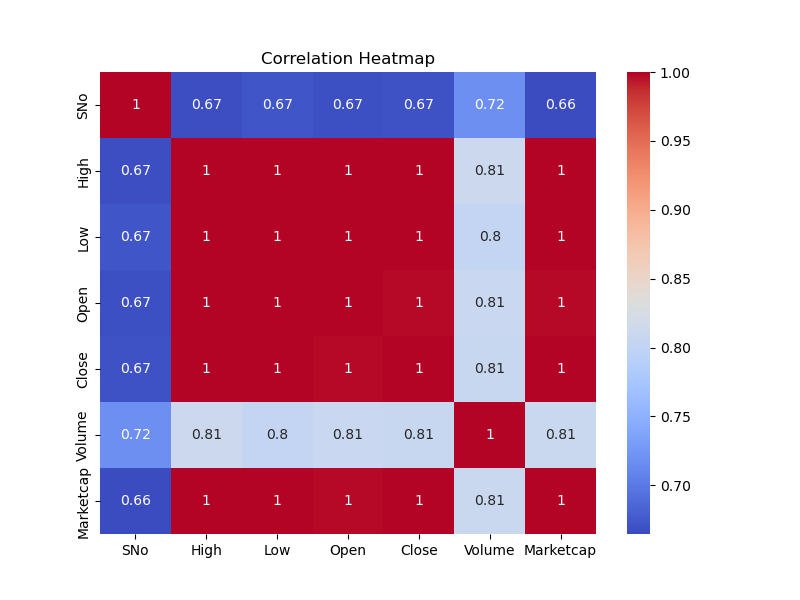 Correlation Heatmap
SNo 1 0.67 0.67 0.67 0.67 0.72 0.66
High 0.67 1 1 1 1 0.81 1
Low 0.67 1 1 1 1 0.8 1
Open 0.67 1 1 1 1 0.81 1
Close 0.67 1 1 1 1 0.81 1
Volume 0.72 0.81 0.8 0.81 0.81 1 0.81
Marketcap 0.66 1 1 1 1 0.81 1
SNo High Low Open Close Volume Marketcap
1.00
0.95
0.90
0.85
0.80
0.75
0.70